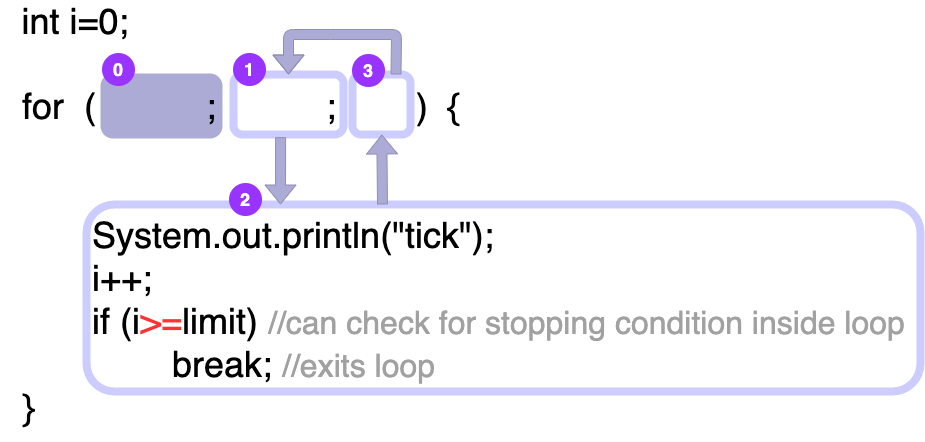 int i=0;
0 1 3
for ( ; ; ) {
2
System.out.println("tick");
i++;
if (i>=limit) //can check for stopping condition inside loop
break; //exits loop
}